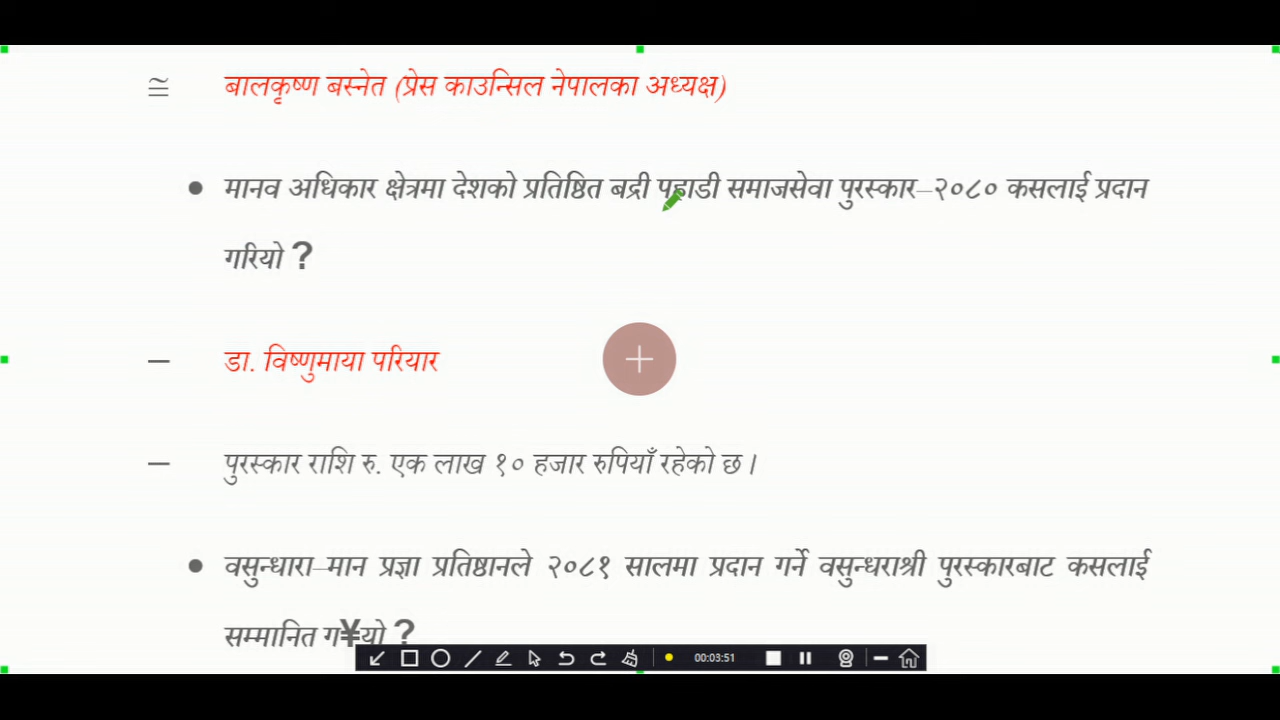 ≅ बालकृष्ण बस्नेत (प्रेस काउन्सिल नेपालका अध्यक्ष)
• मानव अधिकार क्षेत्रमा देशको प्रतिष्ठित बद्री पहाडी समाजसेवा पुरस्कार–२०८० कसलाई प्रदान
गरियो ?
— डा. विष्णुमाया परियार
— पुरस्कार राशि रु. एक लाख १० हजार रुपियाँ रहेको छ ।
• वसुन्धारा–मान प्रज्ञा प्रतिष्ठानले २०८१ सालमा प्रदान गर्ने वसुन्धराश्री पुरस्कारबाट कसलाई
सम्मानित ग¥यो ?
00:03:51